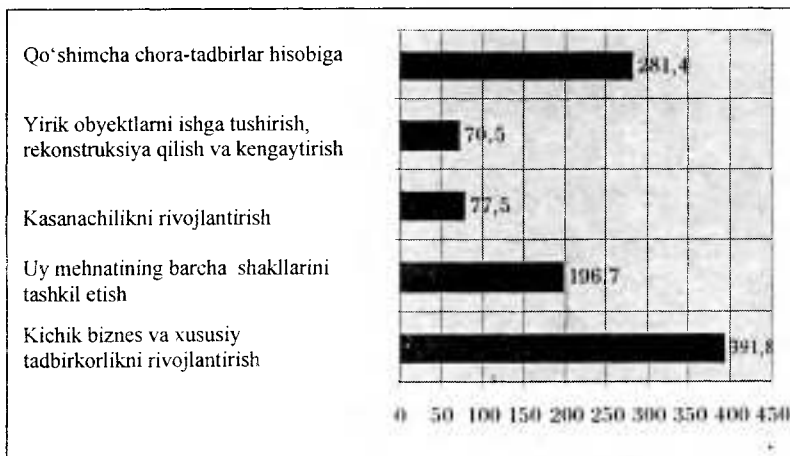 Qo‘shimcha chora-tadbirlar hisobiga
281,4
Yirik obyektlarni ishga tushirish,
rekonstruksiya qilish va kengaytirish
70,5
Kasanachilikni rivojlantirish
77,5
Uy mehnatining barcha shakllarini
tashkil etish
196,7
Kichik biznes va xususiy
tadbirkorlikni rivojlantirish
391,8
0 50 100 150 200 250 300 350 400 450